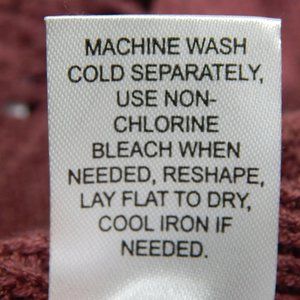 MACHINE WASH
COLD SEPARATELY,
USE NON-
CHLORINE
BLEACH WHEN
NEEDED, RESHAPE,
LAY FLAT TO DRY,
COOL IRON IF
NEEDED.